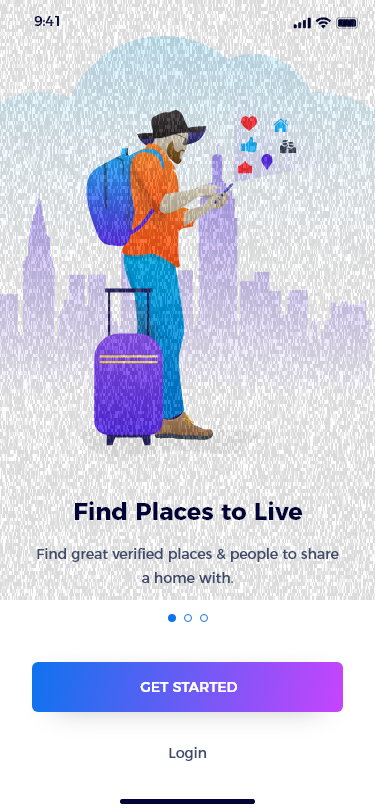 9:41
Find Places to Live
Find great verified places & people to share
a home with.
GET STARTED
Login